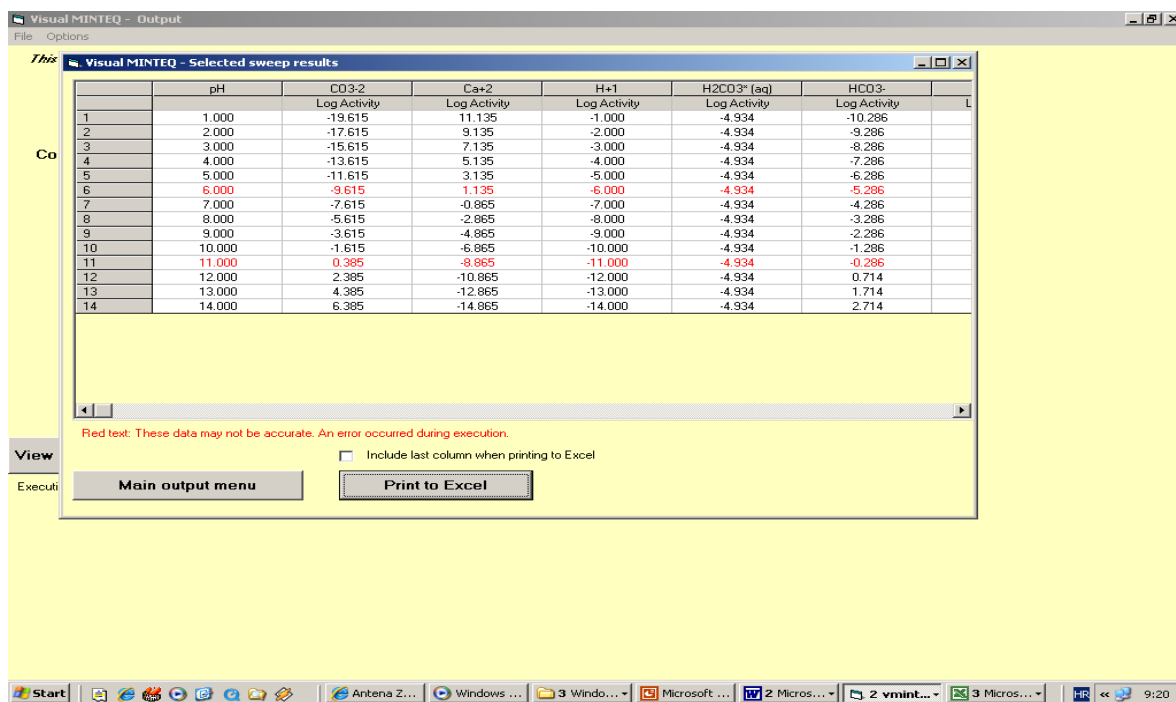 Visual MINTEQ - Output
File Options
This
Visual MINTEQ - Selected sweep results
pH CO3-2 Ca+2 H+1 H2CO3* (aq) HCO3-
Log Activity Log Activity Log Activity Log Activity Log Activity L
1 1.000 -19.615 11.135 -1.000 -4.934 -10.286
2 2.000 -17.615 9.135 -2.000 -4.934 -9.286
3 3.000 -15.615 7.135 -3.000 -4.934 -8.286
Co
4 4.000 -13.615 5.135 -4.000 -4.934 -7.286
5 5.000 -11.615 3.135 -5.000 -4.934 -6.286
6 6.000 -9.615 1.135 -6.000 -4.934 -5.286
7 7.000 -7.615 -0.865 -7.000 -4.934 -4.286
8 8.000 -5.615 -2.865 -8.000 -4.934 -3.286
9 9.000 -3.615 -4.865 -9.000 -4.934 -2.286
10 10.000 -1.615 -6.865 -10.000 -4.934 -1.286
11 11.000 0.385 -8.865 -11.000 -4.934 -0.286
12 12.000 2.385 -10.865 -12.000 -4.934 0.714
13 13.000 4.385 -12.865 -13.000 -4.934 1.714
14 14.000 6.385 -14.865 -14.000 -4.934 2.714
Red text: These data may not be accurate. An error occurred during execution.
View
Include last column when printing to Excel
Executi
Main output menu Print to Excel
Start Antena Z... Windows ... 3 Windo... Microsoft ... 2 Micros... 2 vmint... 3 Micros... HR « 9:20